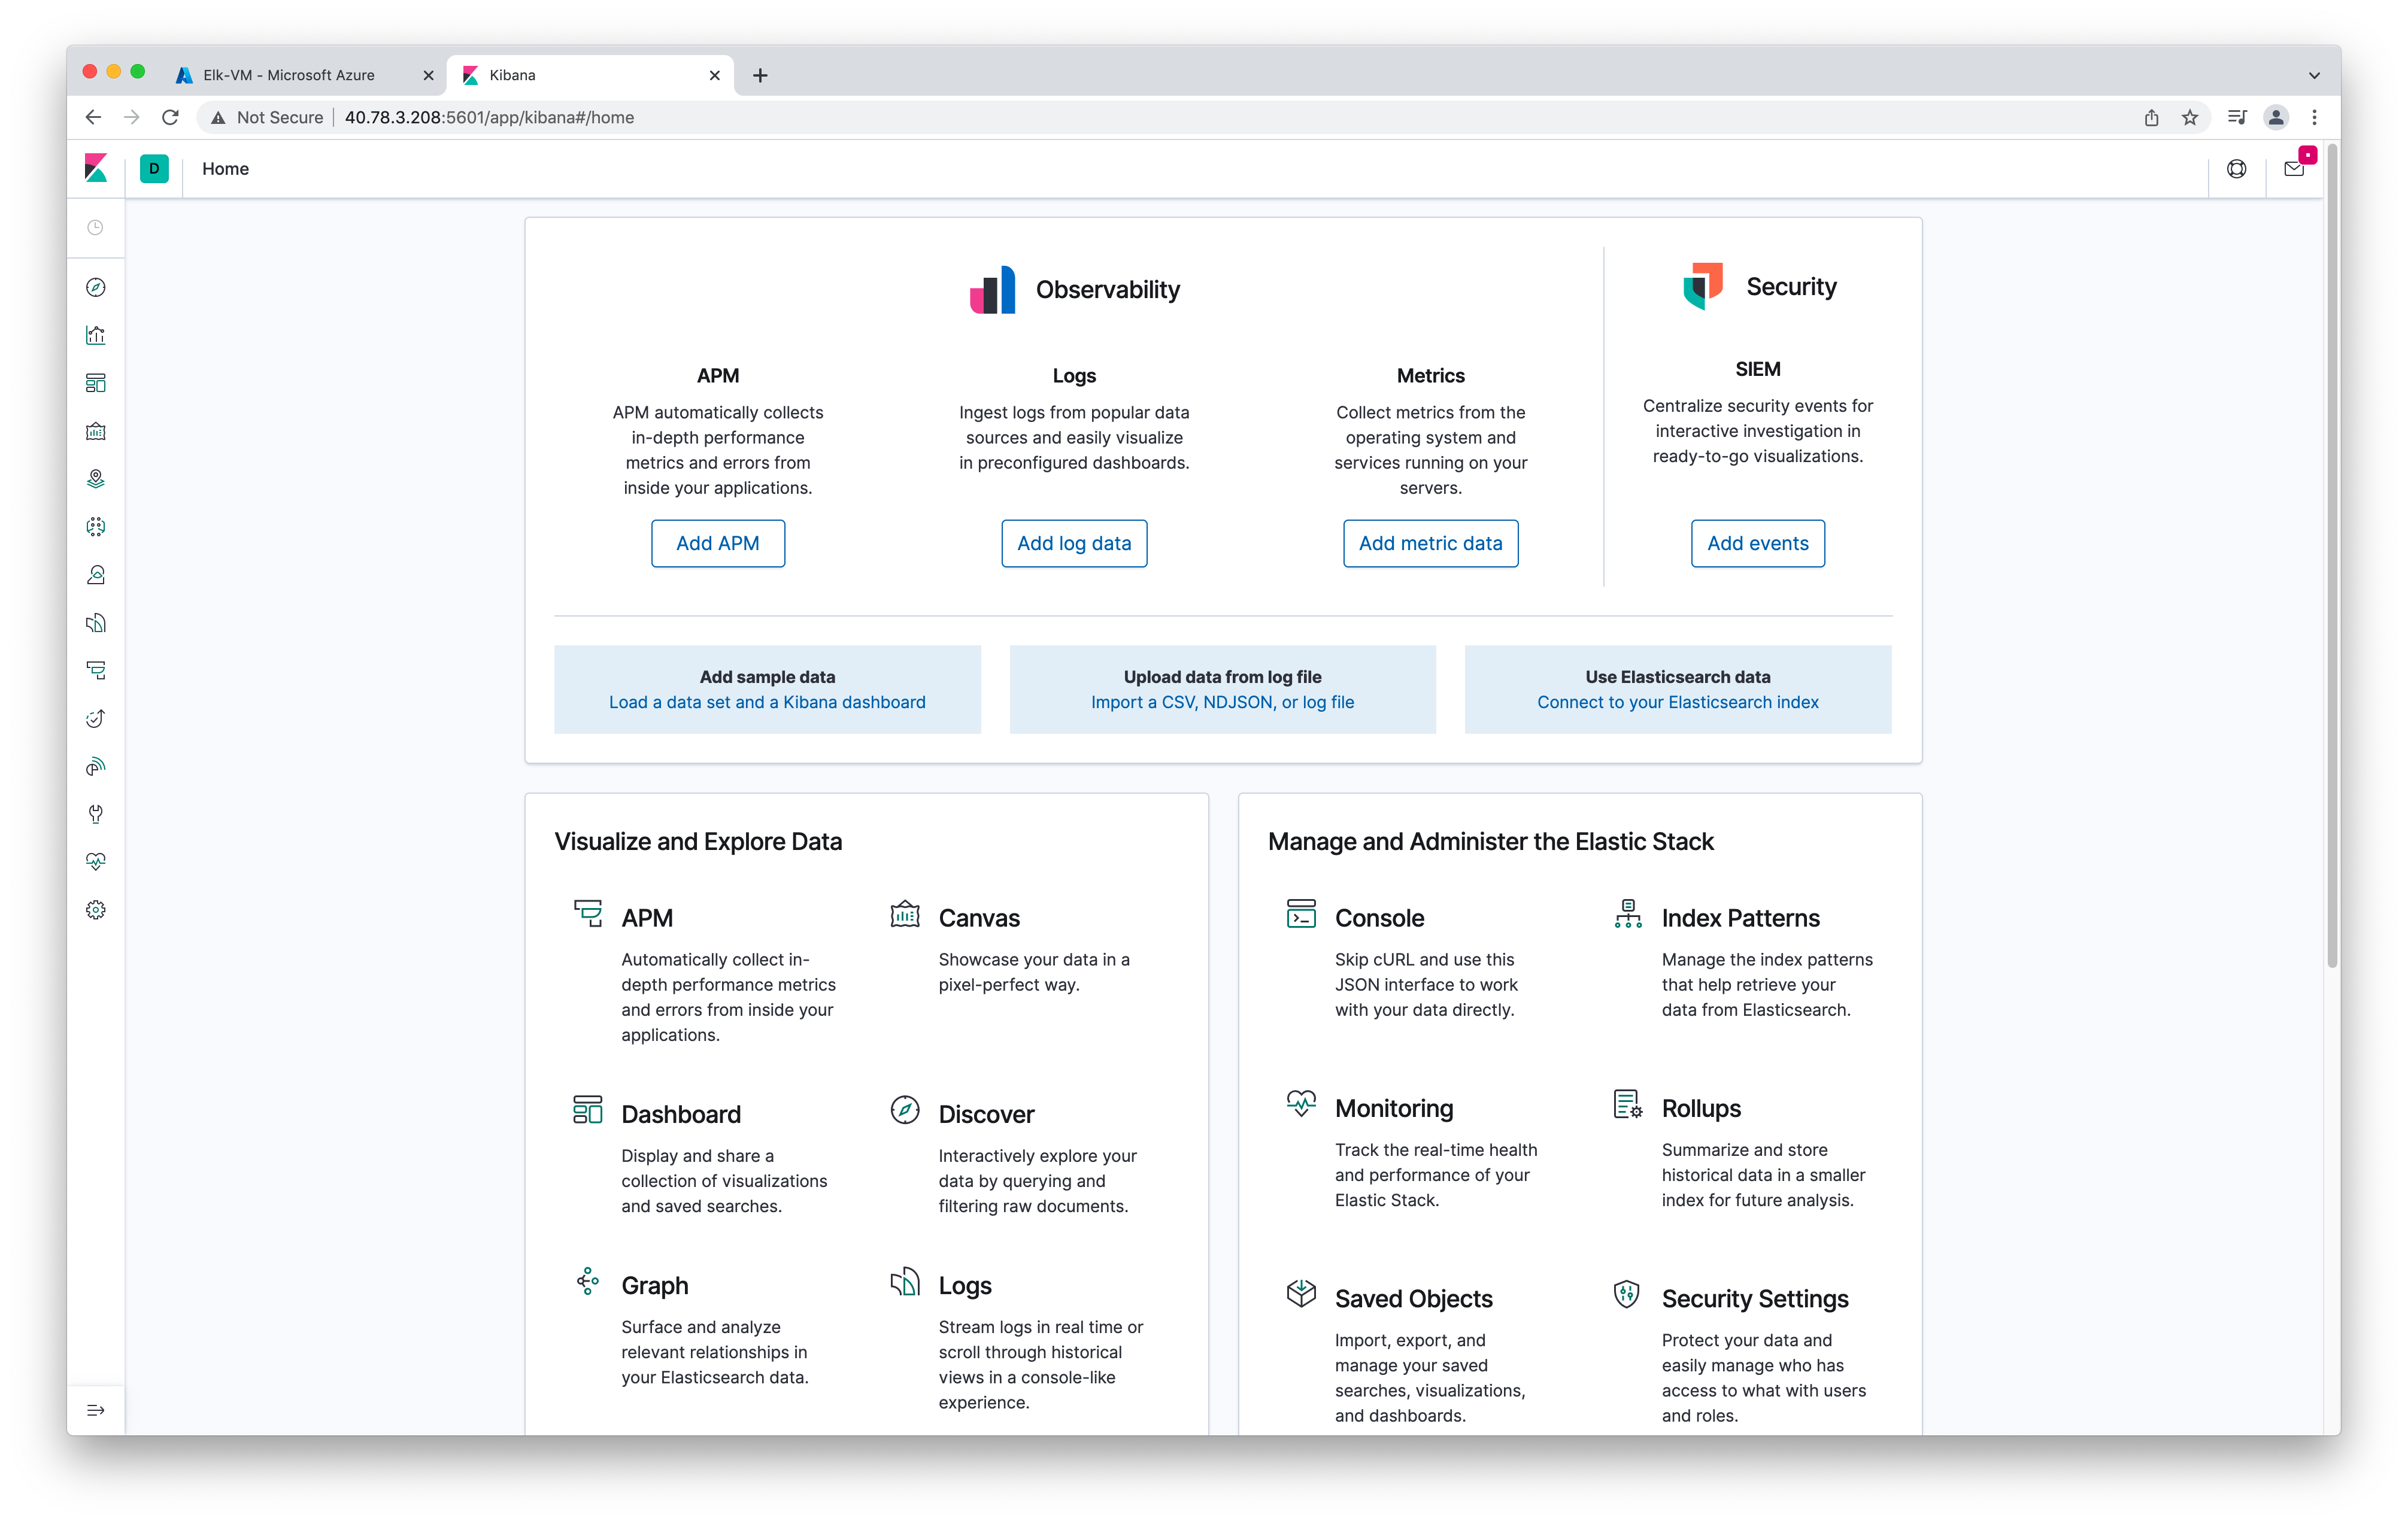 Elk-VM - Microsoft Azure
Kibana
Not Secure
40.78.3.208:5601/app/kibana#/home
D
Home
Observability
Security
APM
APM automatically collects
in-depth performance
metrics and errors from
inside your applications.
Add APM
Logs
Ingest logs from popular data
sources and easily visualize
in preconfigured dashboards.
Add log data
Metrics
Collect metrics from the
operating system and
services running on your
servers.
Add metric data
SIEM
Centralize security events for
interactive investigation in
ready-to-go visualizations.
Add events
Add sample data
Load a data set and a Kibana dashboard
Upload data from log file
Import a CSV, NDJSON, or log file
Use Elasticsearch data
Connect to your Elasticsearch index
Visualize and Explore Data
APM
Automatically collect in-
depth performance metrics
and errors from inside your
applications.
Canvas
Showcase your data in a
pixel-perfect way.
Dashboard
Display and share a
collection of visualizations
and saved searches.
Discover
Interactively explore your
data by querying and
filtering raw documents.
Graph
Surface and analyze
relevant relationships in
your Elasticsearch data.
Logs
Stream logs in real time or
scroll through historical
views in a console-like
experience.
Manage and Administer the Elastic Stack
Console
Skip cURL and use this
JSON interface to work
with your data directly.
Index Patterns
Manage the index patterns
that help retrieve your
data from Elasticsearch.
Monitoring
Track the real-time health
and performance of your
Elastic Stack.
Rollups
Summarize and store
historical data in a smaller
index for future analysis.
Saved Objects
Import, export, and
manage your saved
searches, visualizations,
and dashboards.
Security Settings
Protect your data and
easily manage who has
access to what with users
and roles.